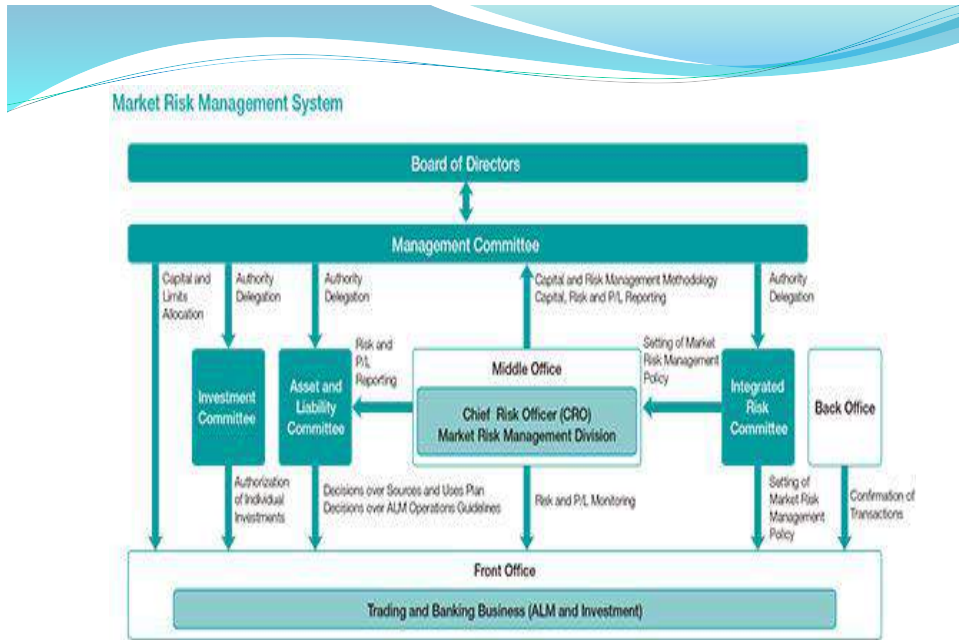 Market Risk Management System
Board of Directors
Management Committee
Capital and
Limits
Allocation
Authority
Delegation
Authority
Delegation
Capital and Risk Management Methodology
Capital, Risk and P/L Reporting
Authority
Delegation
Risk and
P/L
Reporting
Setting of Market
Risk Management
Policy
Investment
Committee
Asset and
Liability
Committee
Middle Office
Chief Risk Officer (CRO)
Market Risk Management Division
Integrated
Risk
Committee
Back Office
Authorization
of Individual
Investments
Decisions over Sources and Uses Plan
Decisions over ALM Operations Guidelines
Risk and P/L Monitoring
Setting of
Market Risk
Management
Policy
Confirmation of
Transactions
Front Office
Trading and Banking Business (ALM and Investment)